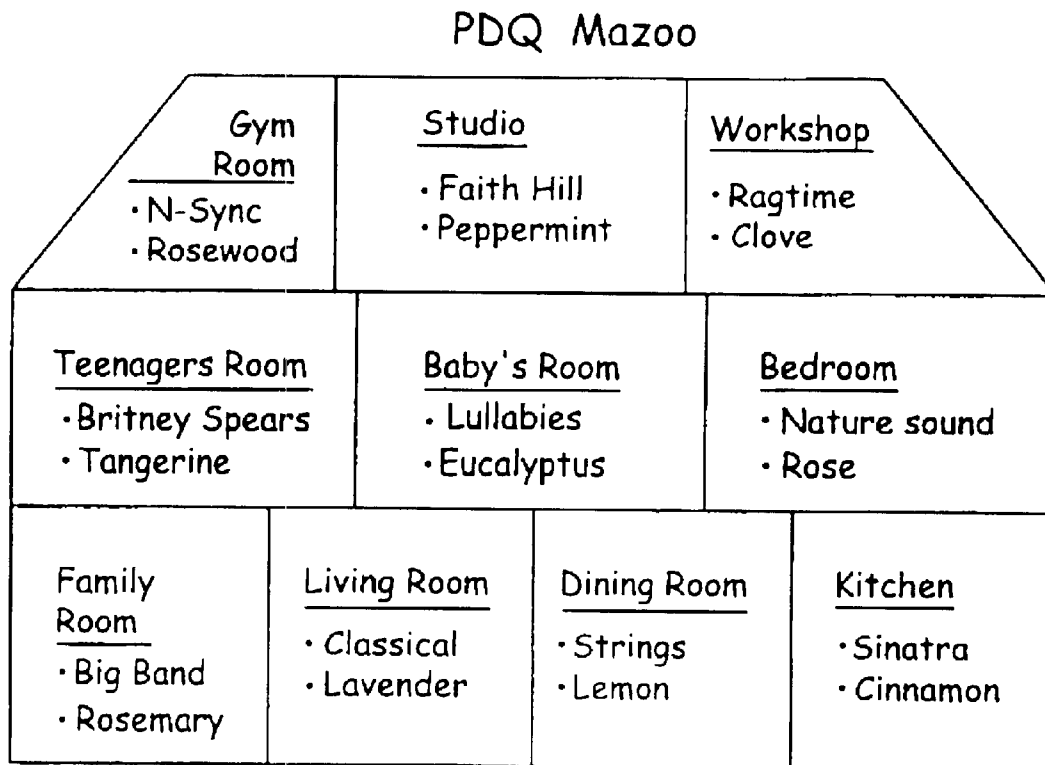 PDQ Mazoo
Gym
Room
· N-Sync
· Rosewood
Studio
· Faith Hill
· Peppermint
Workshop
· Ragtime
· Clove
Teenagers Room
· Britney Spears
· Tangerine
Baby's Room
· Lullabies
· Eucalyptus
Bedroom
· Nature sound
· Rose
Family
Room
· Big Band
· Rosemary
Living Room
· Classical
· Lavender
Dining Room
· Strings
· Lemon
Kitchen
· Sinatra
· Cinnamon